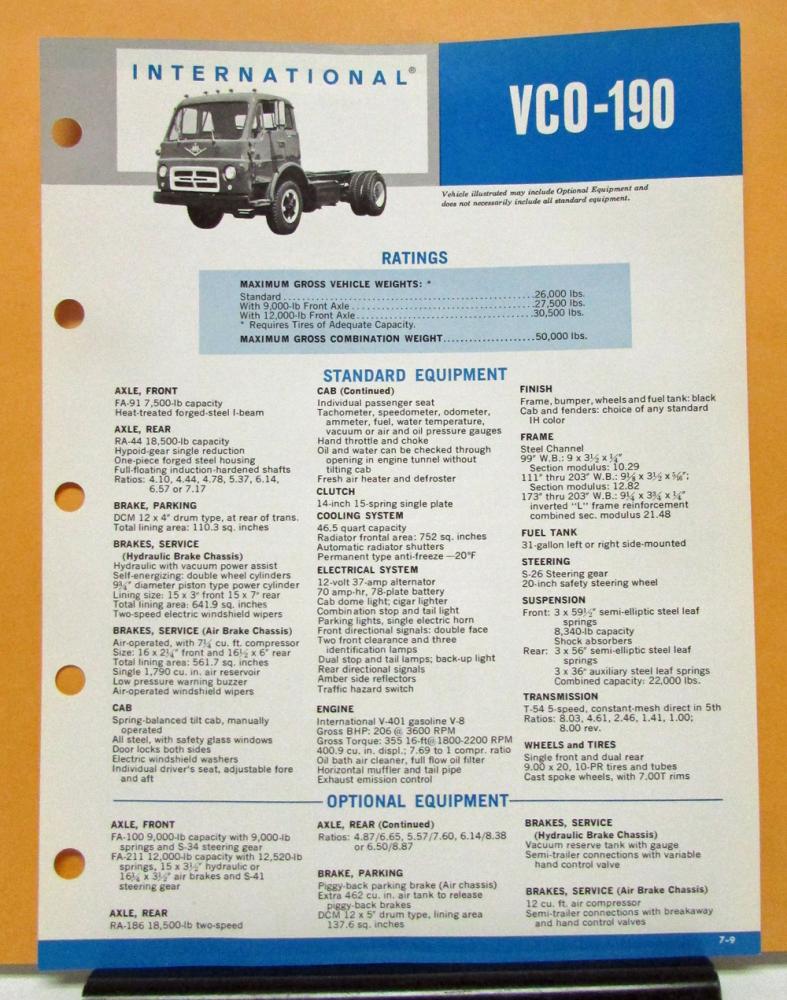 INTERNATIONAL®
VCO-190
Vehicle illustrated may include Optional Equipment and
does not necessarily include all standard equipment.
RATINGS
MAXIMUM GROSS VEHICLE WEIGHTS: *
Standard 26,000 lbs.
With 9,000-lb Front Axle 27,500 lbs.
With 12,000-lb Front Axle 30,500 lbs.
* Requires Tires of Adequate Capacity.
MAXIMUM GROSS COMBINATION WEIGHT 50,000 lbs.
STANDARD EQUIPMENT
AXLE, FRONT
FA-91 7,500-lb capacity
Heat-treated forged-steel I-beam
AXLE, REAR
RA-44 18,500-lb capacity
Hypoid-gear single reduction
One-piece forged steel housing
Full-floating induction-hardened shafts
Ratios: 4.10, 4.44, 4.78, 5.37, 6.14,
6.57 or 7.17
BRAKE, PARKING
DCM 12 x 4" drum type, at rear of trans.
Total lining area: 110.3 sq. inches
BRAKES, SERVICE
(Hydraulic Brake Chassis)
Hydraulic with vacuum power assist
Self-energizing: double wheel cylinders
9¾" diameter piston type power cylinder
Lining size: 15 x 3" front 15 x 7" rear
Total lining area: 641.9 sq. inches
Two-speed electric windshield wipers
BRAKES, SERVICE (Air Brake Chassis)
Air-operated, with 7¼ cu. ft. compressor
Size: 16 x 2¼" front and 16½ x 6" rear
Total lining area: 561.7 sq. inches
Single 1,790 cu. in. air reservoir
Low pressure warning buzzer
Air-operated windshield wipers
CAB
Spring-balanced tilt cab, manually
operated
All steel, with safety glass windows
Door locks both sides
Electric windshield washers
Individual driver's seat, adjustable fore
and aft
CAB (Continued)
Individual passenger seat
Tachometer, speedometer, odometer,
ammeter, fuel, water temperature,
vacuum or air and oil pressure gauges
Hand throttle and choke
Oil and water can be checked through
opening in engine tunnel without
tilting cab
Fresh air heater and defroster
CLUTCH
14-inch 15-spring single plate
COOLING SYSTEM
46.5 quart capacity
Radiator frontal area: 752 sq. inches
Automatic radiator shutters
Permanent type anti-freeze —20°F
ELECTRICAL SYSTEM
12-volt 37-amp alternator
70 amp-hr, 78-plate battery
Cab dome light; cigar lighter
Combination stop and tail light
Parking lights, single electric horn
Front directional signals: double face
Two front clearance and three
identification lamps
Dual stop and tail lamps; back-up light
Rear directional signals
Amber side reflectors
Traffic hazard switch
ENGINE
International V-401 gasoline V-8
Gross BHP: 206 @ 3600 RPM
Gross Torque: 355 16-ft@ 1800-2200 RPM
400.9 cu. in. displ.; 7.69 to 1 compr. ratio
Oil bath air cleaner, full flow oil filter
Horizontal muffler and tail pipe
Exhaust emission control
FINISH
Frame, bumper, wheels and fuel tank: black
Cab and fenders: choice of any standard
IH color
FRAME
Steel Channel
99" W.B.: 9 x 3½ x ¼"
Section modulus: 10.29
111" thru 203" W.B.: 9⅛ x 3½ x 5⁄16";
Section modulus: 12.82
173" thru 203" W.B.: 9¼ x 3¾ x ¼"
inverted "L" frame reinforcement
combined sec. modulus 21.48
FUEL TANK
31-gallon left or right side-mounted
STEERING
S-26 Steering gear
20-inch safety steering wheel
SUSPENSION
Front: 3 x 59½" semi-elliptic steel leaf
springs
8,340-lb capacity
Shock absorbers
Rear: 3 x 56" semi-elliptic steel leaf
springs
3 x 36" auxiliary steel leaf springs
Combined capacity: 22,000 lbs.
TRANSMISSION
T-54 5-speed, constant-mesh direct in 5th
Ratios: 8.03, 4.61, 2.46, 1.41, 1.00;
8.00 rev.
WHEELS and TIRES
Single front and dual rear
9.00 x 20, 10-PR tires and tubes
Cast spoke wheels, with 7.00T rims
OPTIONAL EQUIPMENT
AXLE, FRONT
FA-100 9,000-lb capacity with 9,000-lb
springs and S-34 steering gear
FA-211 12,000-lb capacity with 12,520-lb
springs, 15 x 3½" hydraulic or
16¼ x 3½" air brakes and S-41
steering gear
AXLE, REAR
RA-186 18,500-lb two-speed
AXLE, REAR (Continued)
Ratios: 4.87/6.65, 5.57/7.60, 6.14/8.38
or 6.50/8.87
BRAKE, PARKING
Piggy-back parking brake (Air chassis)
Extra 462 cu. in. air tank to release
piggy-back brakes
DCM 12 x 5" drum type, lining area
137.6 sq. inches
BRAKES, SERVICE
(Hydraulic Brake Chassis)
Vacuum reserve tank with gauge
Semi-trailer connections with variable
hand control valve
BRAKES, SERVICE (Air Brake Chassis)
12 cu. ft. air compressor
Semi-trailer connections with breakaway
and hand control valves
7-9